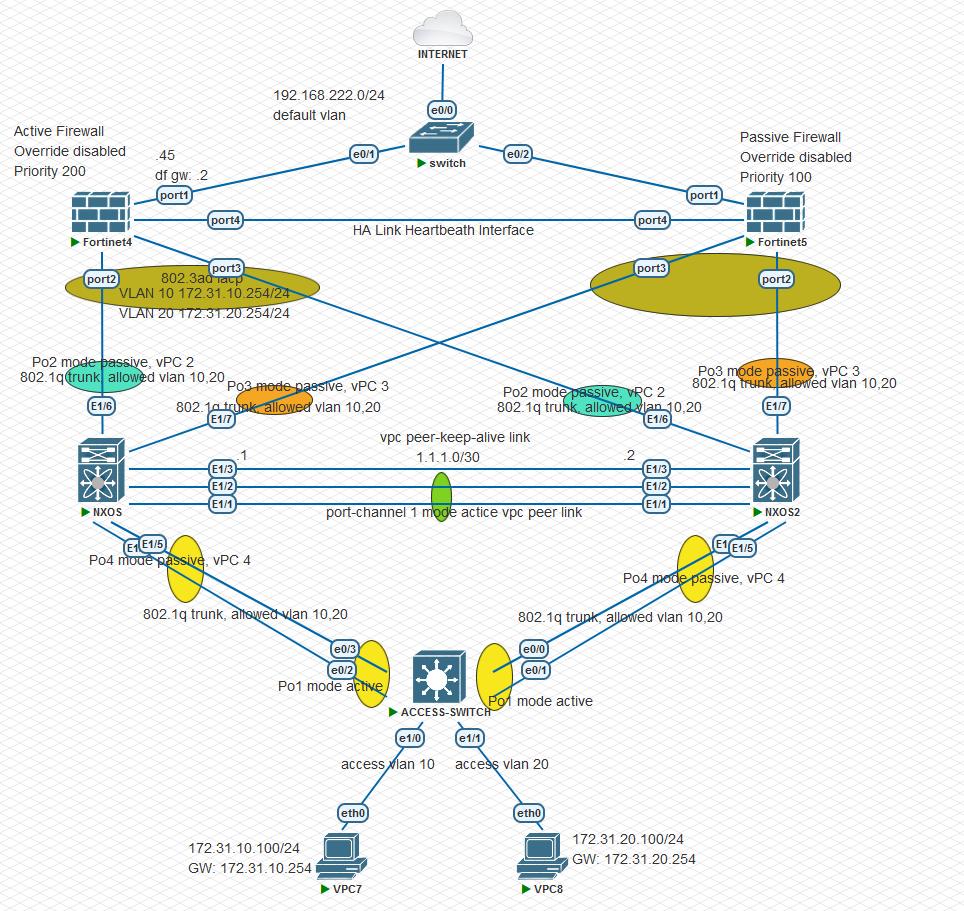 INTERNET
192.168.222.0/24
default vlan
e0/0
Active Firewall
Override disabled
Priority 200
Passive Firewall
Override disabled
Priority 100
.45
df gw: .2
e0/1
switch
e0/2
port1
port1
port4
port4
HA Link Heartbeath Interface
Fortinet4
Fortinet5
port3
port3
port2
port2
802.3ad lacp
VLAN 10 172.31.10.254/24
VLAN 20 172.31.20.254/24
Po2 mode passive, vPC 2
802.1q trunk, allowed vlan 10,20
Po3 mode passive, vPC 3
802.1q trunk, allowed vlan 10,20
Po2 mode passive, vPC 2
802.1q trunk, allowed vlan 10,20
Po3 mode passive, vPC 3
802.1q trunk, allowed vlan 10,20
E1/6
E1/7
E1/6
E1/7
vpc peer-keep-alive link
.1
1.1.1.0/30
.2
E1/3
E1/3
E1/2
E1/2
E1/1
E1/1
port-channel 1 mode actice vpc peer link
NXOS
NXOS2
E1
E1/5
E1
E1/5
Po4 mode passive, vPC 4
Po4 mode passive, vPC 4
802.1q trunk, allowed vlan 10,20
802.1q trunk, allowed vlan 10,20
e0/3
e0/0
e0/2
e0/1
Po1 mode active
Po1 mode active
ACCESS-SWITCH
e1/0
e1/1
access vlan 10
access vlan 20
eth0
eth0
172.31.10.100/24
GW: 172.31.10.254
172.31.20.100/24
GW: 172.31.20.254
VPC7
VPC8